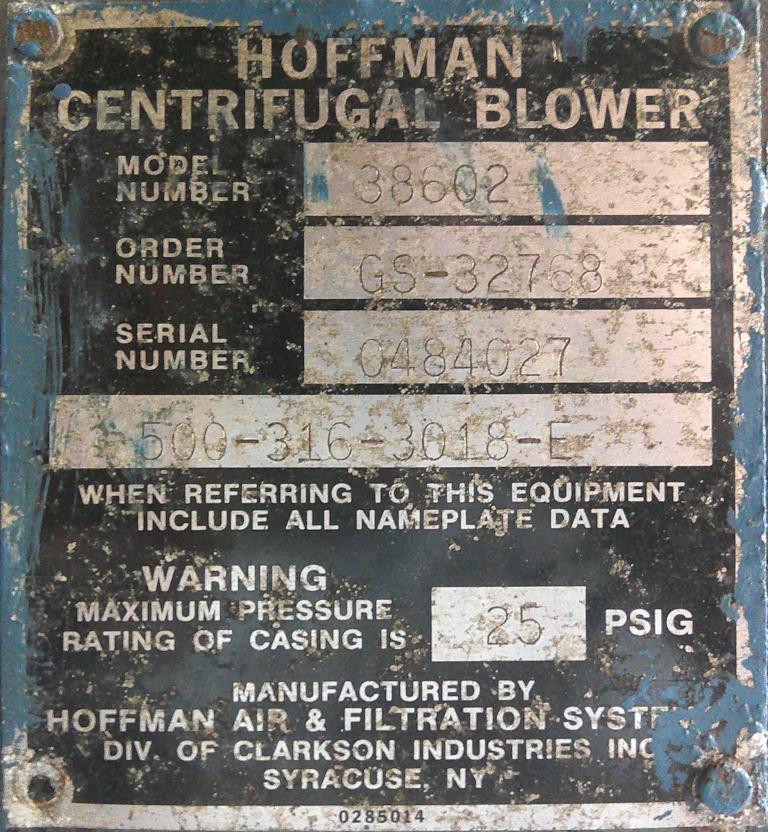 HOFFMAN
CENTRIFUGAL BLOWER
MODEL
NUMBER
38602
ORDER
NUMBER
GS-32768
SERIAL
NUMBER
0484027
500-316-3018-E
WHEN REFERRING TO THIS EQUIPMENT
INCLUDE ALL NAMEPLATE DATA
WARNING
MAXIMUM PRESSURE
RATING OF CASING IS
25 PSIG
MANUFACTURED BY
HOFFMAN AIR & FILTRATION
DIV. OF CLARKSON INDUSTRIES INC
SYRACUSE, NY
0285014